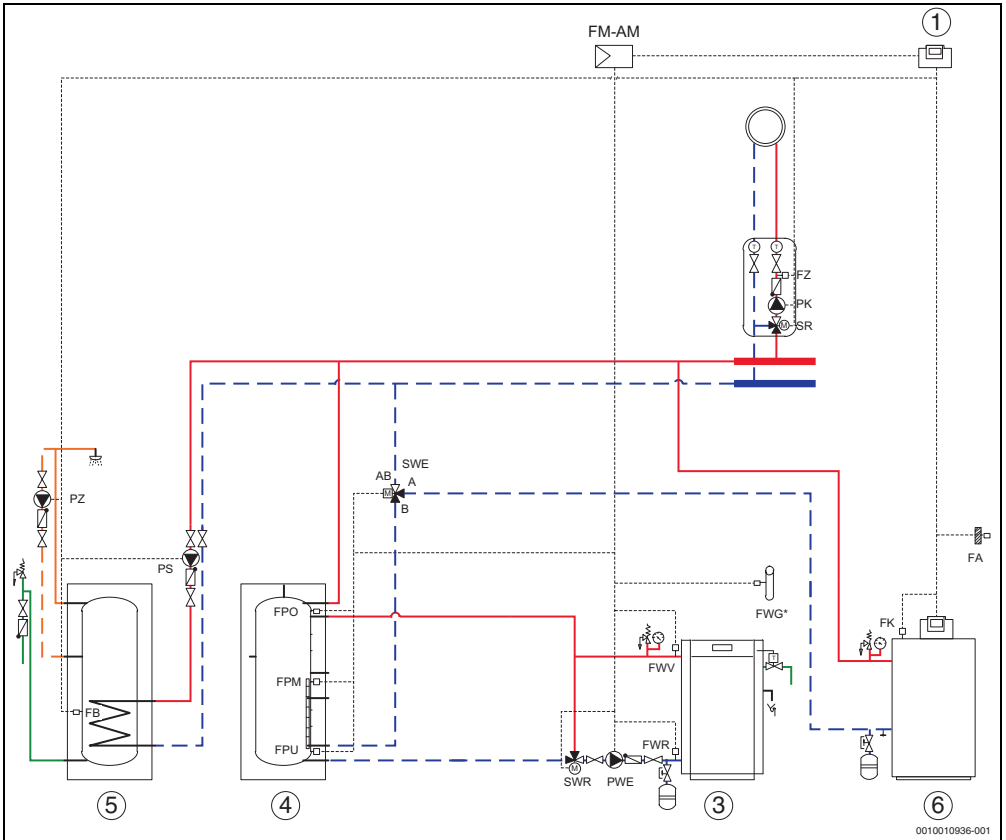 FM-AM
1
T
T
FZ
PK
M
SR
SWE
AB
A
M
B
PZ
PS
FA
FPO
FWG*
FK
T
FWV
FPM
FB
FPU
FWR
M
SWR
PWE
5
4
3
6
0010010936-001